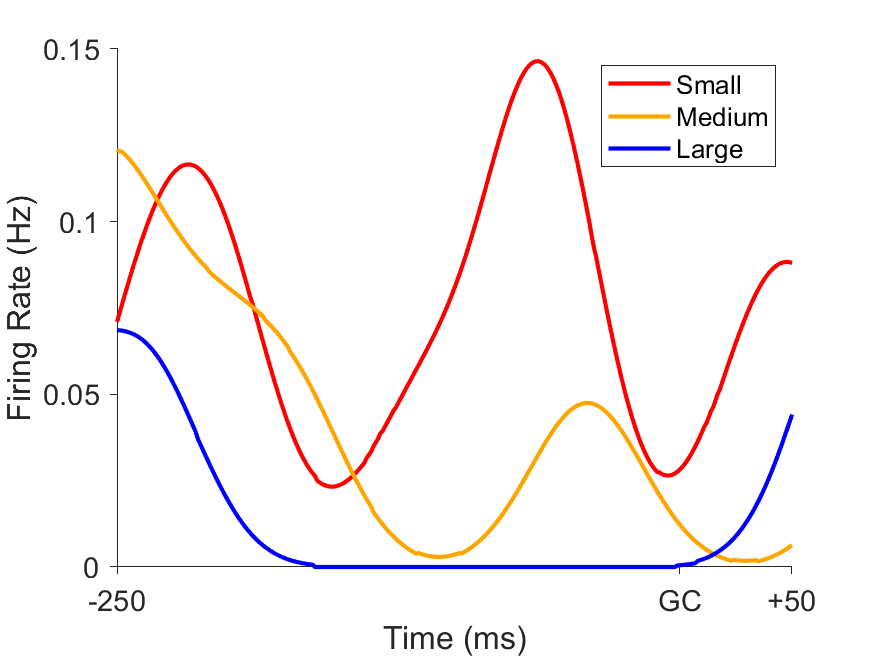 0.15
0.1
0.05
0
Firing Rate (Hz)
Small
Medium
Large
-250
GC
+50
Time (ms)